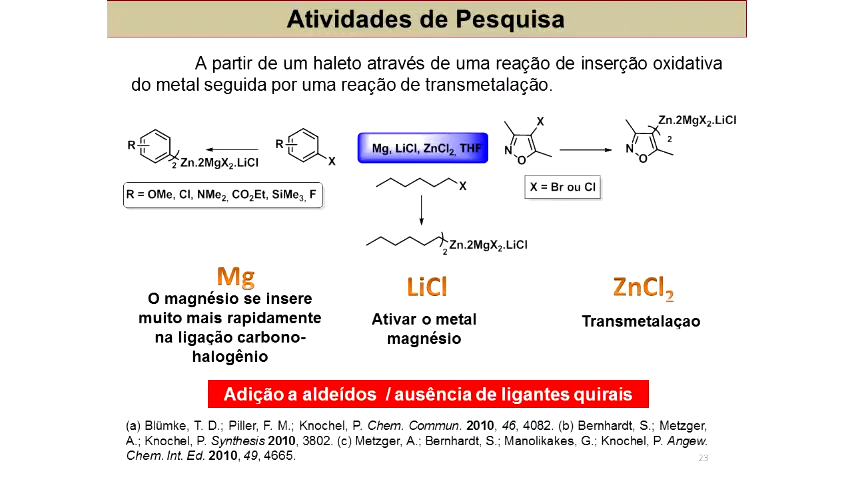 Atividades de Pesquisa
A partir de um haleto através de uma reação de inserção oxidativa
do metal seguida por uma reação de transmetalação.
R
2
Zn.2MgX2.LiCl
R
X
Mg, LiCl, ZnCl2, THF
X
N
O
Zn.2MgX2.LiCl
2
N
O
R = OMe, Cl, NMe2, CO2Et, SiMe3, F
X
X = Br ou Cl
2
Zn.2MgX2.LiCl
Mg
O magnésio se insere
muito mais rapidamente
na ligação carbono-
halogênio
LiCl
Ativar o metal
magnésio
ZnCl2
Transmetalaçao
Adição a aldeídos / ausência de ligantes quirais
(a) Blümke, T. D.; Piller, F. M.; Knochel, P. Chem. Commun. 2010, 46, 4082. (b) Bernhardt, S.; Metzger,
A.; Knochel, P. Synthesis 2010, 3802. (c) Metzger, A.; Bernhardt, S.; Manolikakes, G.; Knochel, P. Angew.
Chem. Int. Ed. 2010, 49, 4665.
23